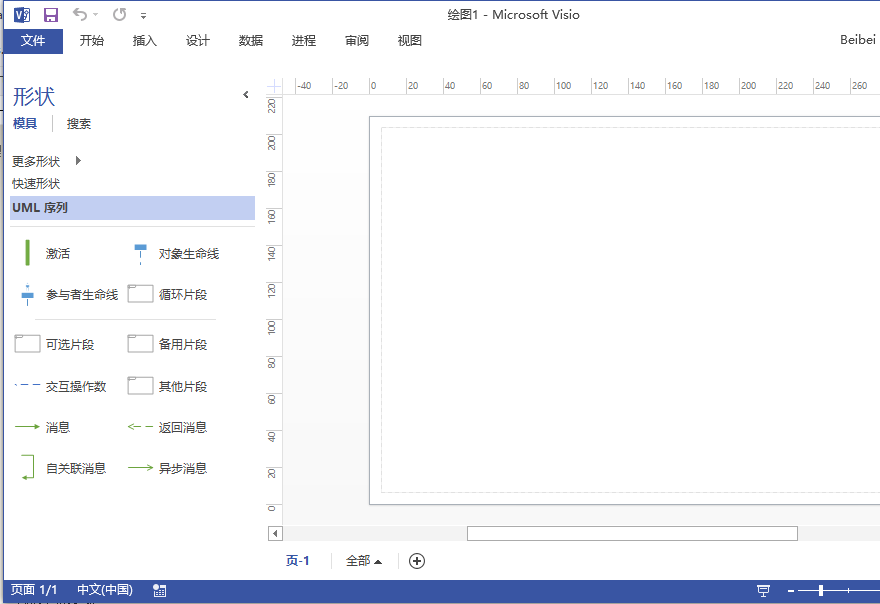 绘图1 - Microsoft Visio
文件 开始 插入 设计 数据 进程 审阅 视图 Beibei
形状
模具 搜索
更多形状
快速形状
UML 序列
激活 对象生命线
参与者生命线 循环片段
可选片段 备用片段
交互操作数 其他片段
消息 返回消息
自关联消息 异步消息
-40 -20 0 20 40 60 80 100 120 140 160 180 200 220 240 260
220
200
180
160
140
120
100
80
60
40
20
0
页-1 全部
页面 1/1 中文(中国)